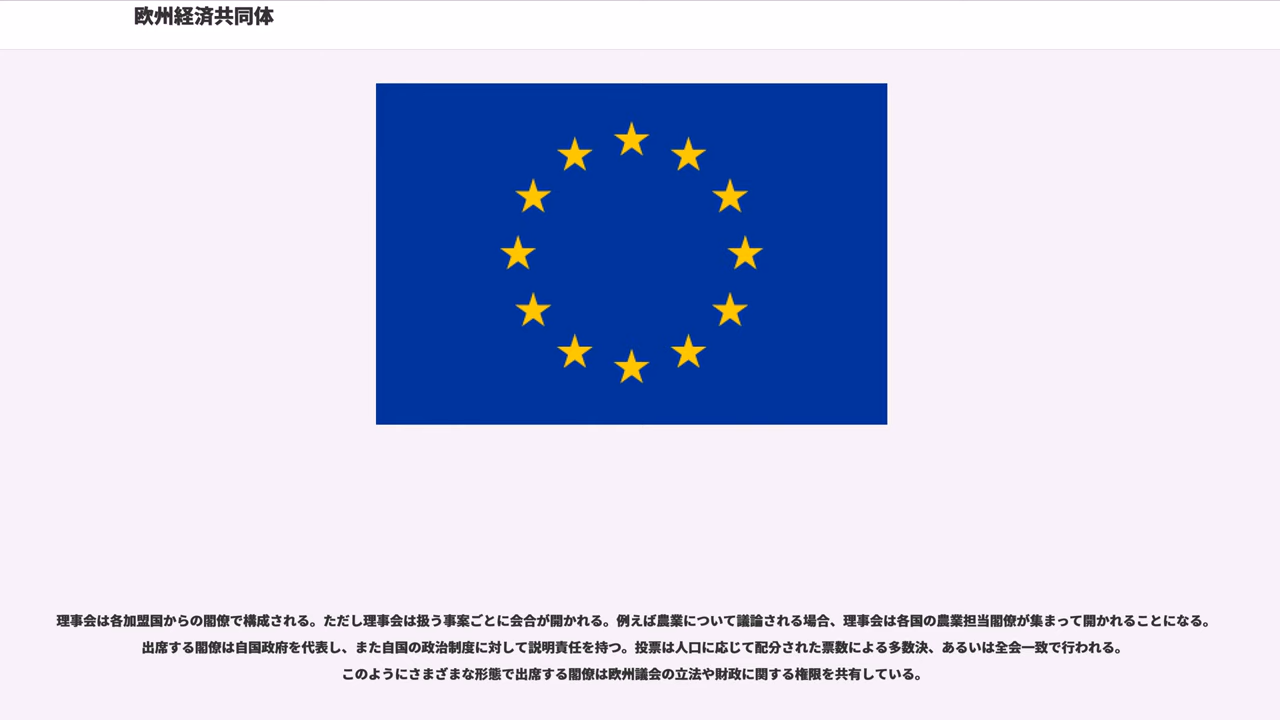 欧州経済共同体
理事会は各加盟国からの閣僚で構成される。ただし理事会は扱う事案ごとに会合が開かれる。例えば農業について議論される場合、理事会は各国の農業担当閣僚が集まって開かれることになる。
出席する閣僚は自国政府を代表し、また自国の政治制度に対して説明責任を持つ。投票は人口に応じて配分された票数による多数決、あるいは全会一致で行われる。
このようにさまざまな形態で出席する閣僚は欧州議会の立法や財政に関する権限を共有している。